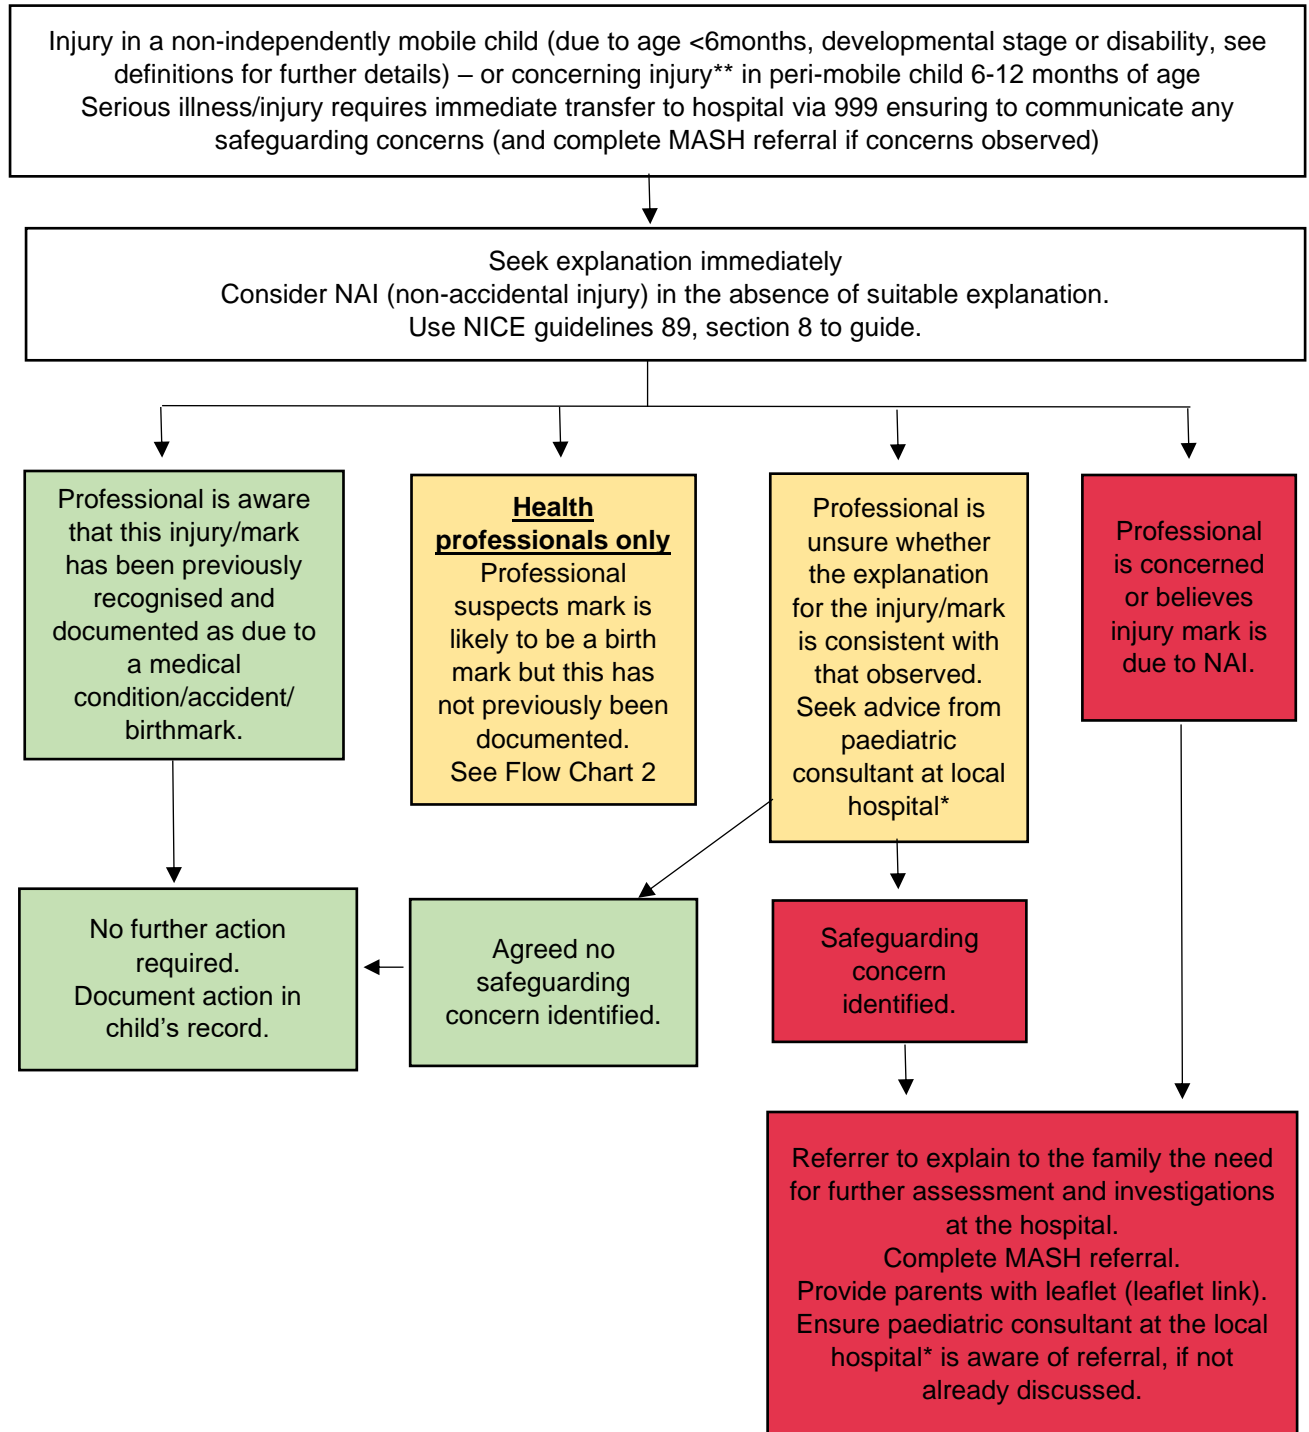 Injury in a non-independently mobile child (due to age <6months, developmental stage or disability, see
definitions for further details) – or concerning injury** in peri-mobile child 6-12 months of age
Serious illness/injury requires immediate transfer to hospital via 999 ensuring to communicate any
safeguarding concerns (and complete MASH referral if concerns observed)
Seek explanation immediately
Consider NAI (non-accidental injury) in the absence of suitable explanation.
Use NICE guidelines 89, section 8 to guide.
Professional is aware
that this injury/mark
has been previously
recognised and
documented as due to
a medical
condition/accident/
birthmark.
Health
professionals only
Professional
suspects mark is
likely to be a birth
mark but this has
not previously been
documented.
See Flow Chart 2
Professional is
unsure whether
the explanation
for the injury/mark
is consistent with
that observed.
Seek advice from
paediatric
consultant at local
hospital*
Professional
is concerned
or believes
injury mark is
due to NAI.
No further action
required.
Document action in
child’s record.
Agreed no
safeguarding
concern identified.
Safeguarding
concern
identified.
Referrer to explain to the family the need
for further assessment and investigations
at the hospital.
Complete MASH referral.
Provide parents with leaflet (leaflet link).
Ensure paediatric consultant at the local
hospital* is aware of referral, if not
already discussed.